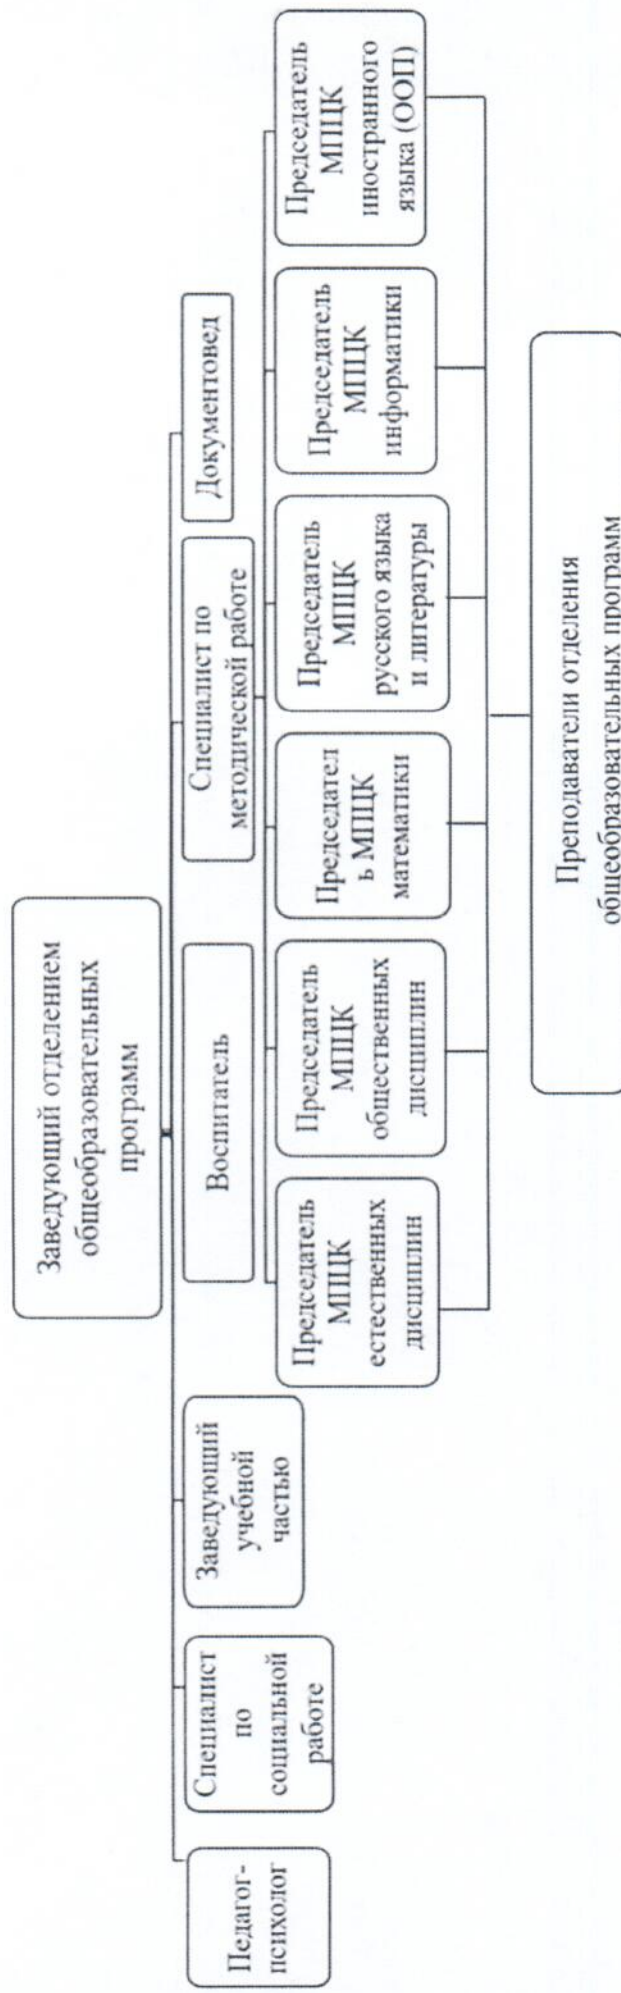 Заведующий отделением
общеобразовательных
программ
Педагог-
психолог
Специалист
по
социальной
работе
Заведующий
учебной
частью
Воспитатель
Специалист по
методической работе
Документовед
Председатель
МПЦК
естественных
дисциплин
Председатель
МПЦК
общественных
дисциплин
Председател
ь МПЦК
математики
Председатель
МПЦК
русского языка
и литературы
Председатель
МПЦК
информатики
Председатель
МПЦК
иностранного
языка (ООП)
Преподаватели отделения
общеобразовательных программ